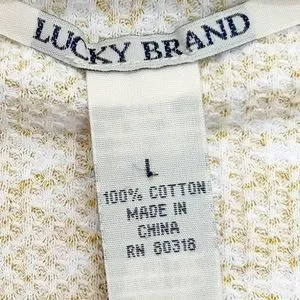 LUCKY BRAND
L
100% COTTON
MADE IN
CHINA
RN 80318